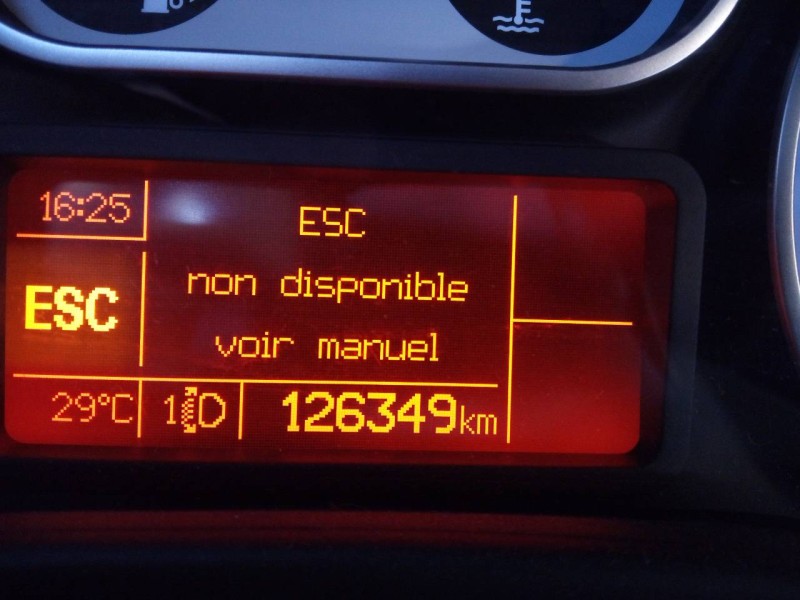 16:25
ESC
non disponible
voir manuel
ESC
29°C
1
126349km